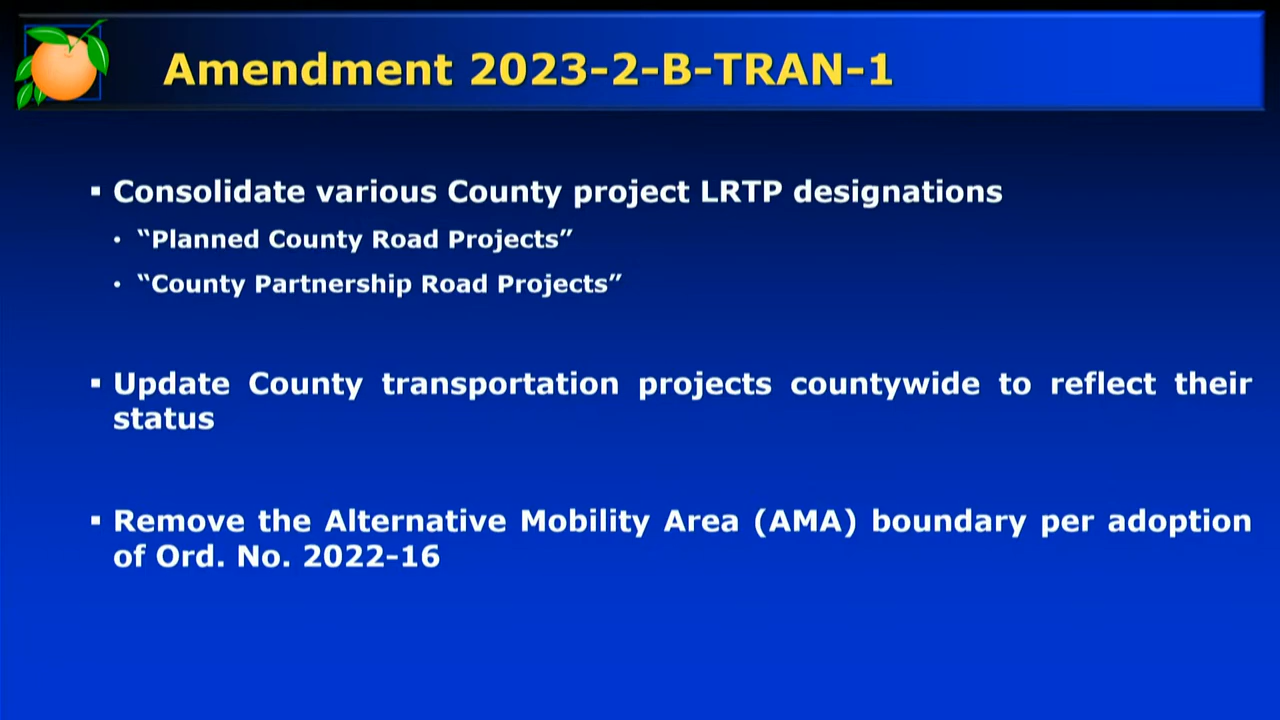 Amendment 2023-2-B-TRAN-1
▪ Consolidate various County project LRTP designations
• “Planned County Road Projects”
• “County Partnership Road Projects”
▪ Update County transportation projects countywide to reflect their
status
▪ Remove the Alternative Mobility Area (AMA) boundary per adoption
of Ord. No. 2022-16